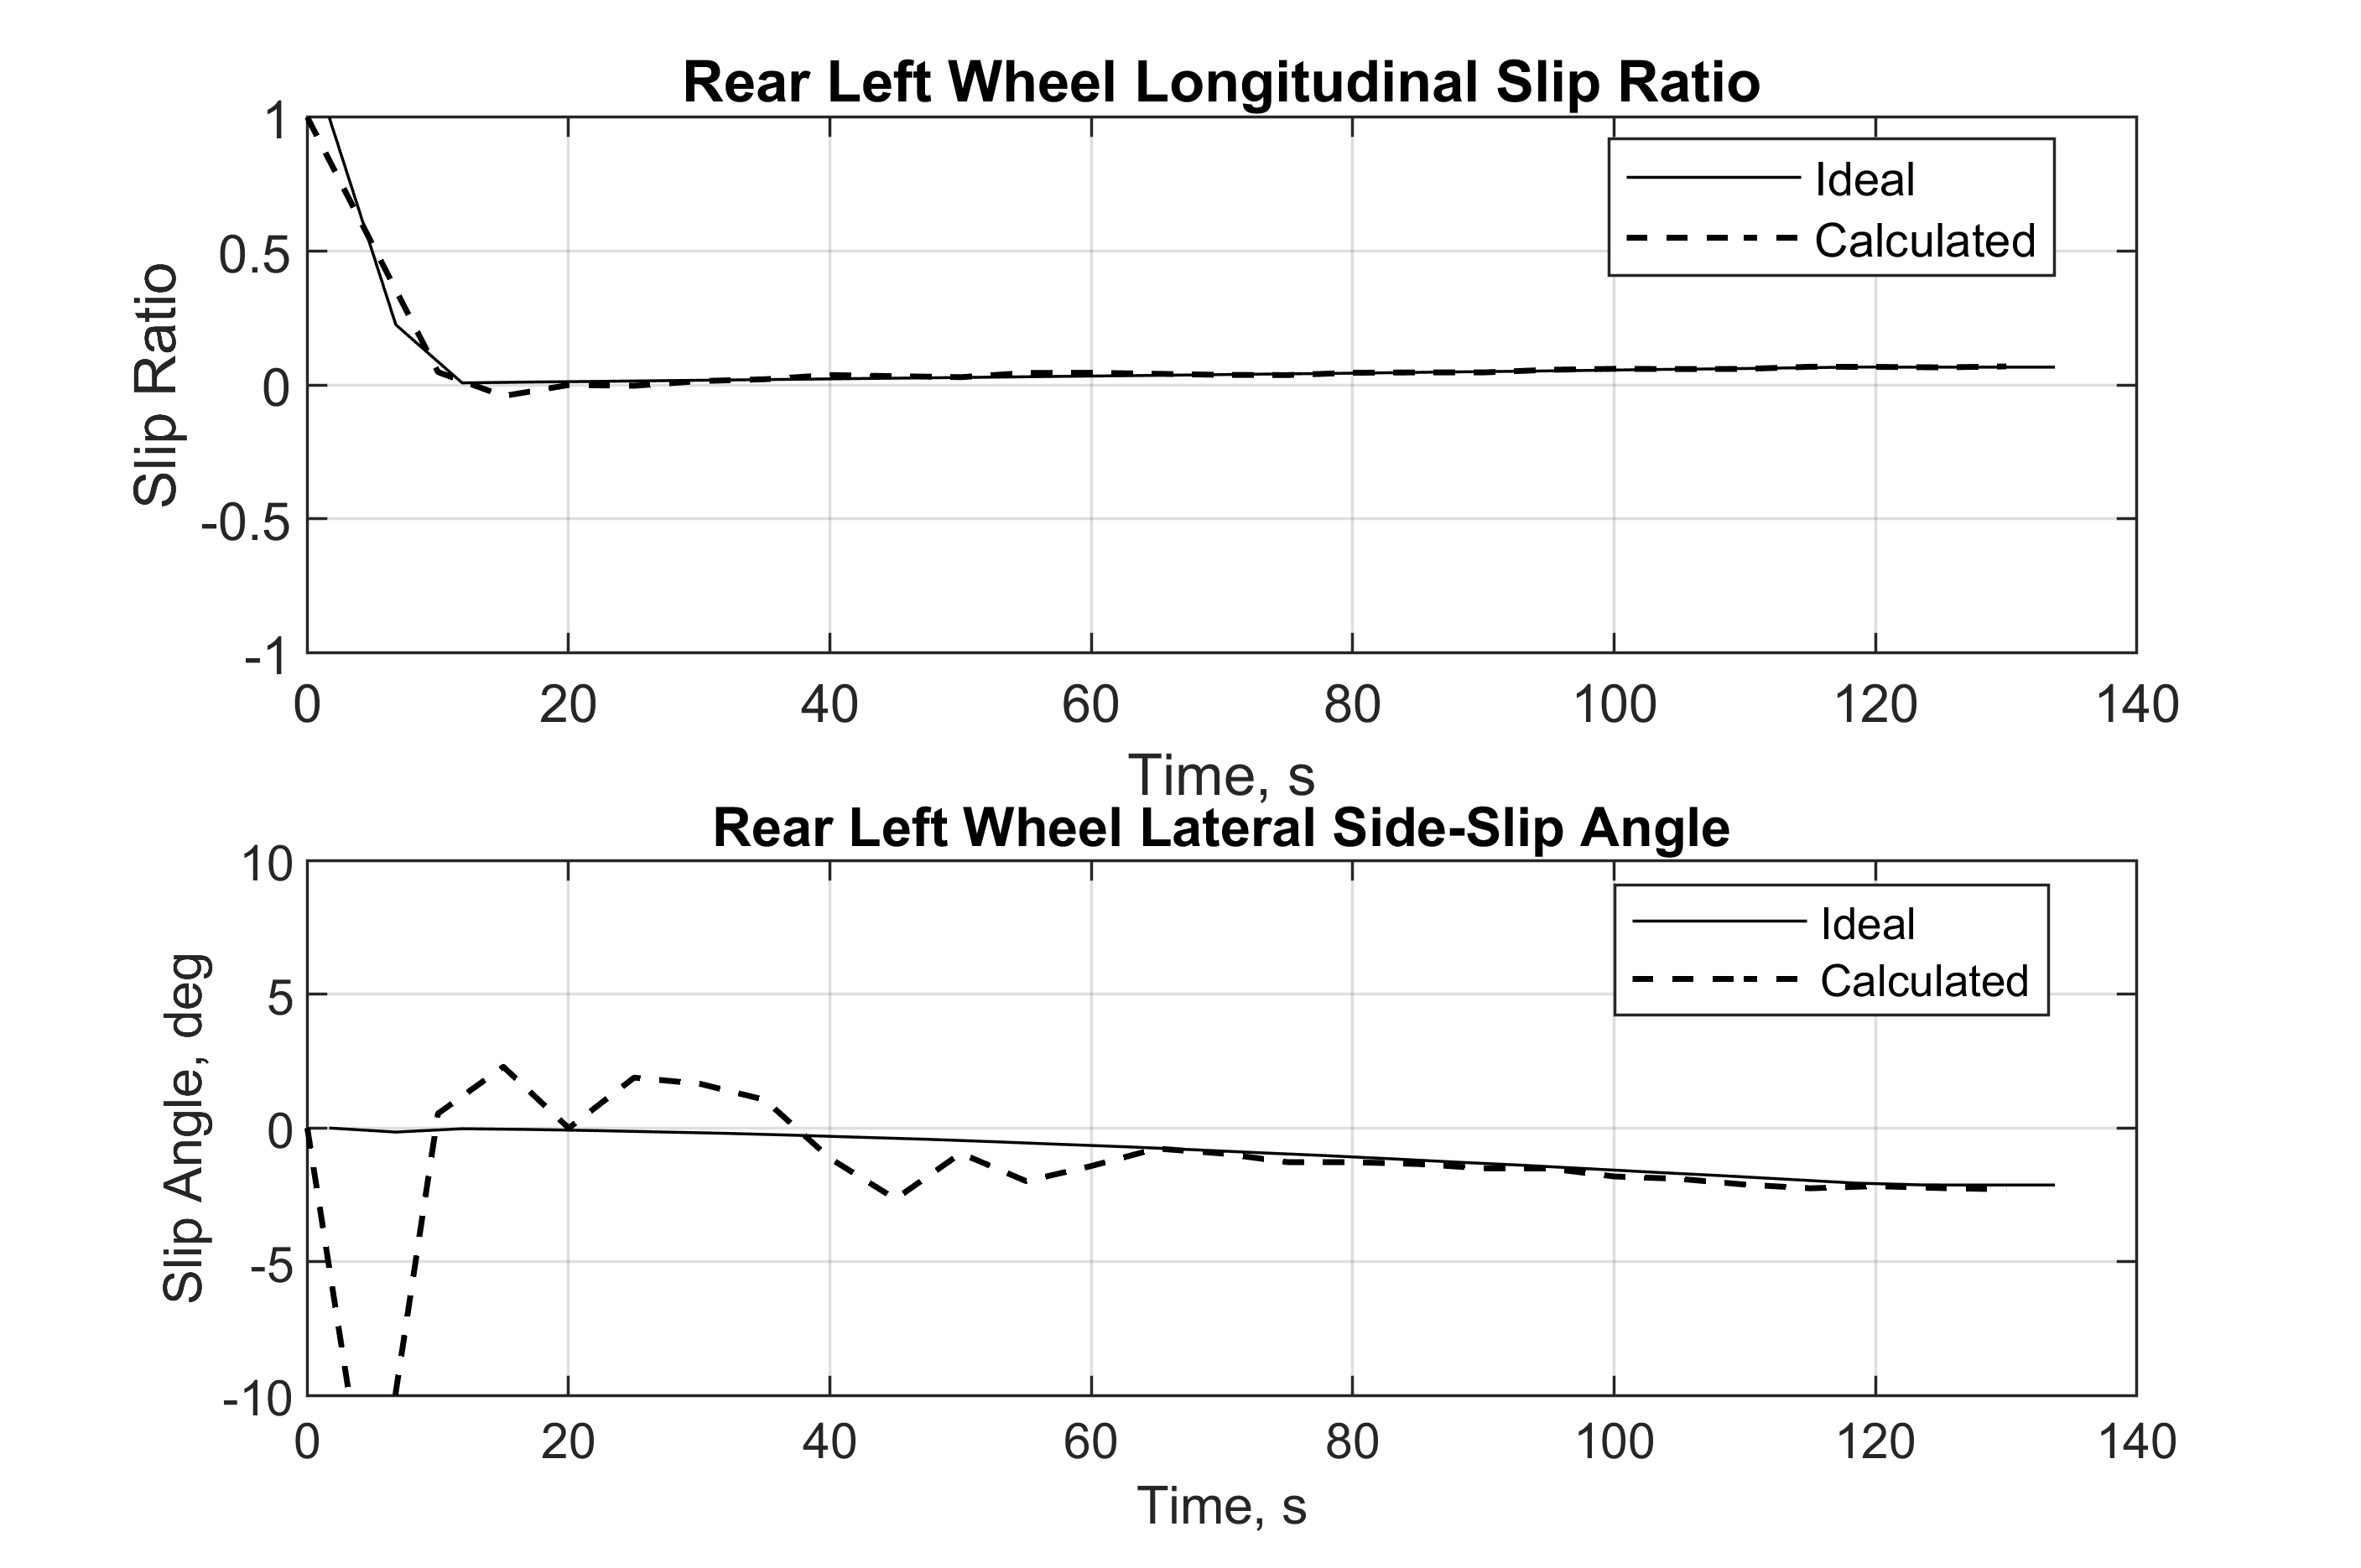 Rear Left Wheel Longitudinal Slip Ratio
1
0.5
0
-0.5
-1
Slip Ratio
Ideal
Calculated
0 20 40 60 80 100 120 140
Time, s
Rear Left Wheel Lateral Side-Slip Angle
10
5
0
-5
-10
Slip Angle, deg
Ideal
Calculated
0 20 40 60 80 100 120 140
Time, s